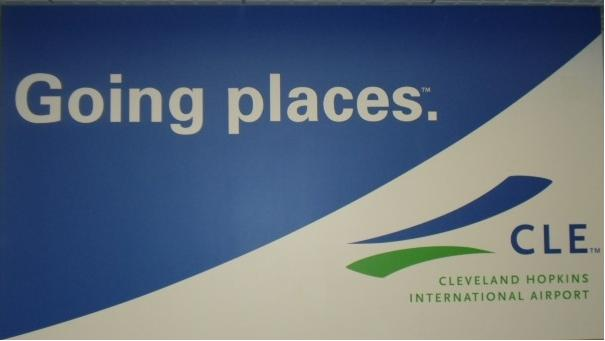 Going places.™
CLE™
CLEVELAND HOPKINS
INTERNATIONAL AIRPORT